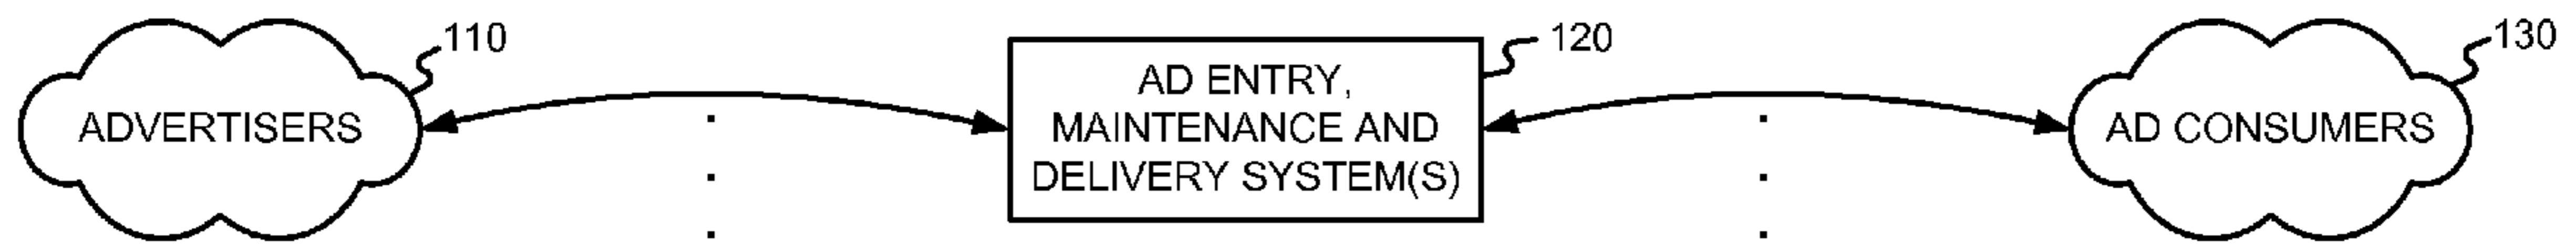 110
ADVERTISERS
120
AD ENTRY,
MAINTENANCE AND
DELIVERY SYSTEM(S)
130
AD CONSUMERS